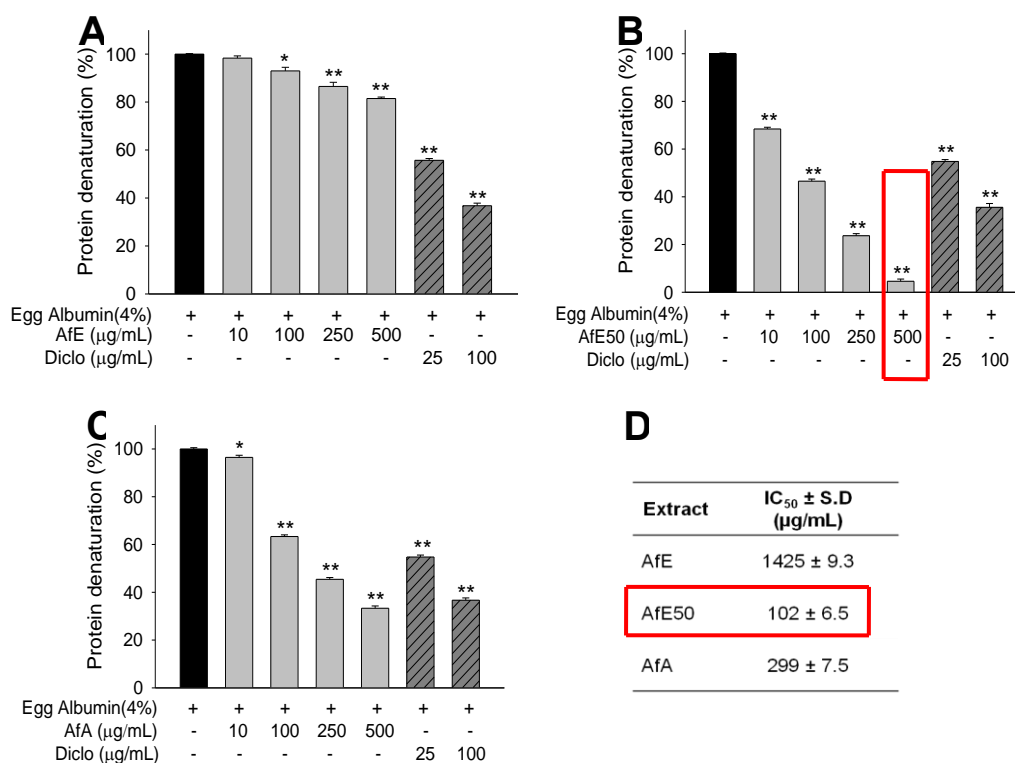 A
Protein denaturation (%)
100
80
60
40
20
0
* ** ** ** **
Egg Albumin(4%) + + + + + + +
AfE (μg/mL) - 10 100 250 500 - -
Diclo (μg/mL) - - - - - 25 100
B
Protein denaturation (%)
100
80
60
40
20
0
** ** ** ** ** **
Egg Albumin(4%) + + + + + + +
AfE50 (μg/mL) - 10 100 250 500 - -
Diclo (μg/mL) - - - - - 25 100
C
Protein denaturation (%)
100
80
60
40
20
0
* ** ** ** ** **
Egg Albumin(4%) + + + + + + +
AfA (μg/mL) - 10 100 250 500 - -
Diclo (μg/mL) - - - - - 25 100
D
Extract IC50 ± S.D
(μg/mL)
AfE 1425 ± 9.3
AfE50 102 ± 6.5
AfA 299 ± 7.5